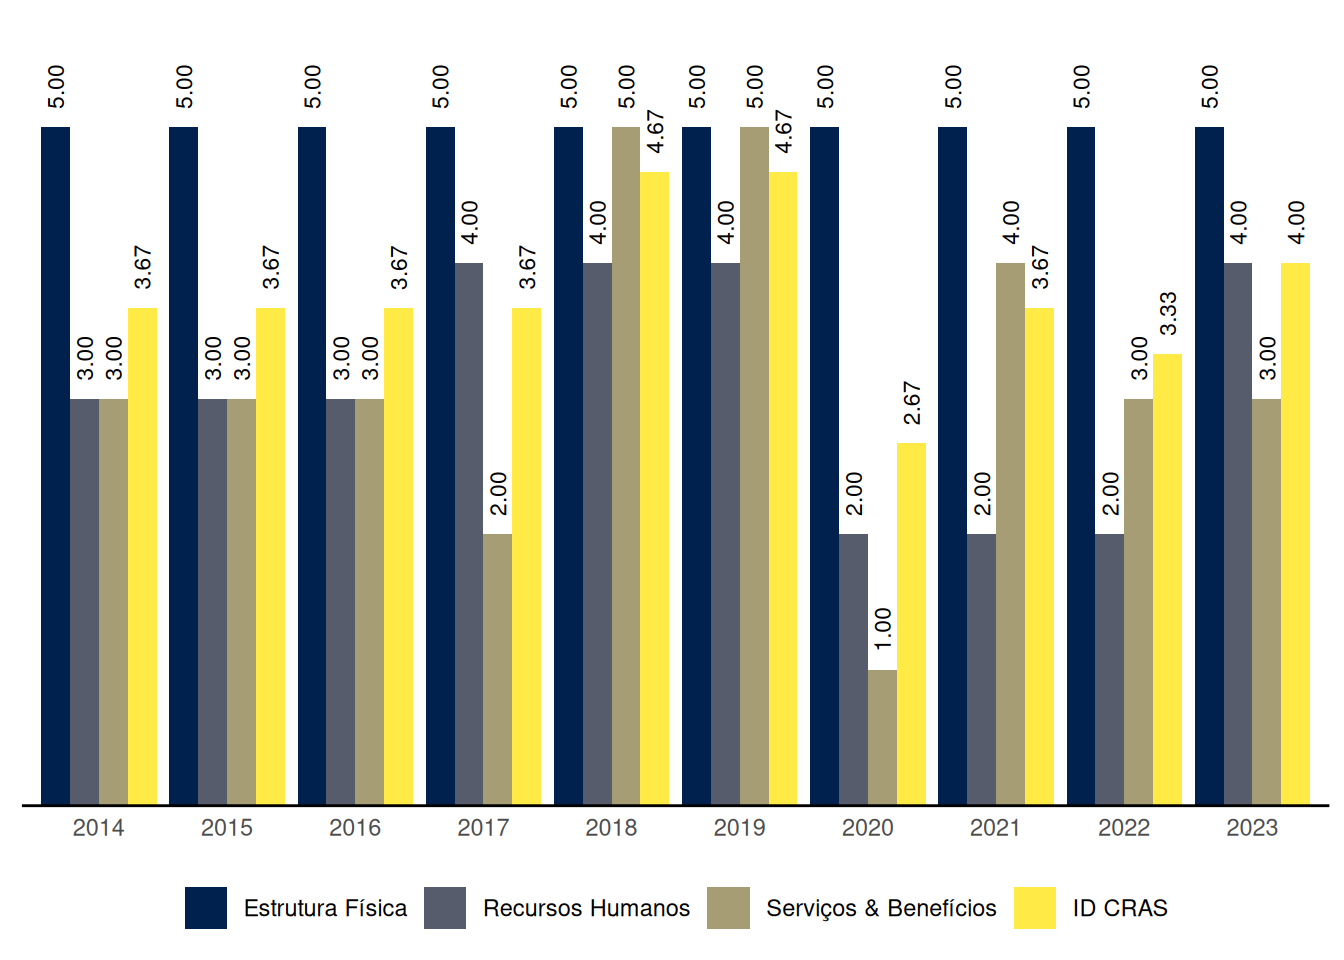 5.00 5.00 5.00 5.00 5.00 5.00 5.00 5.00 5.00 5.00 5.00 5.00
4.67 4.67
4.00 4.00 4.00 4.00 4.00 4.00
3.67 3.67 3.67 3.67 3.67
3.33
3.00 3.00 3.00 3.00 3.00 3.00 3.00 3.00
2.67
2.00 2.00 2.00 2.00
1.00
2014 2015 2016 2017 2018 2019 2020 2021 2022 2023
Estrutura Física Recursos Humanos Serviços & Benefícios ID CRAS